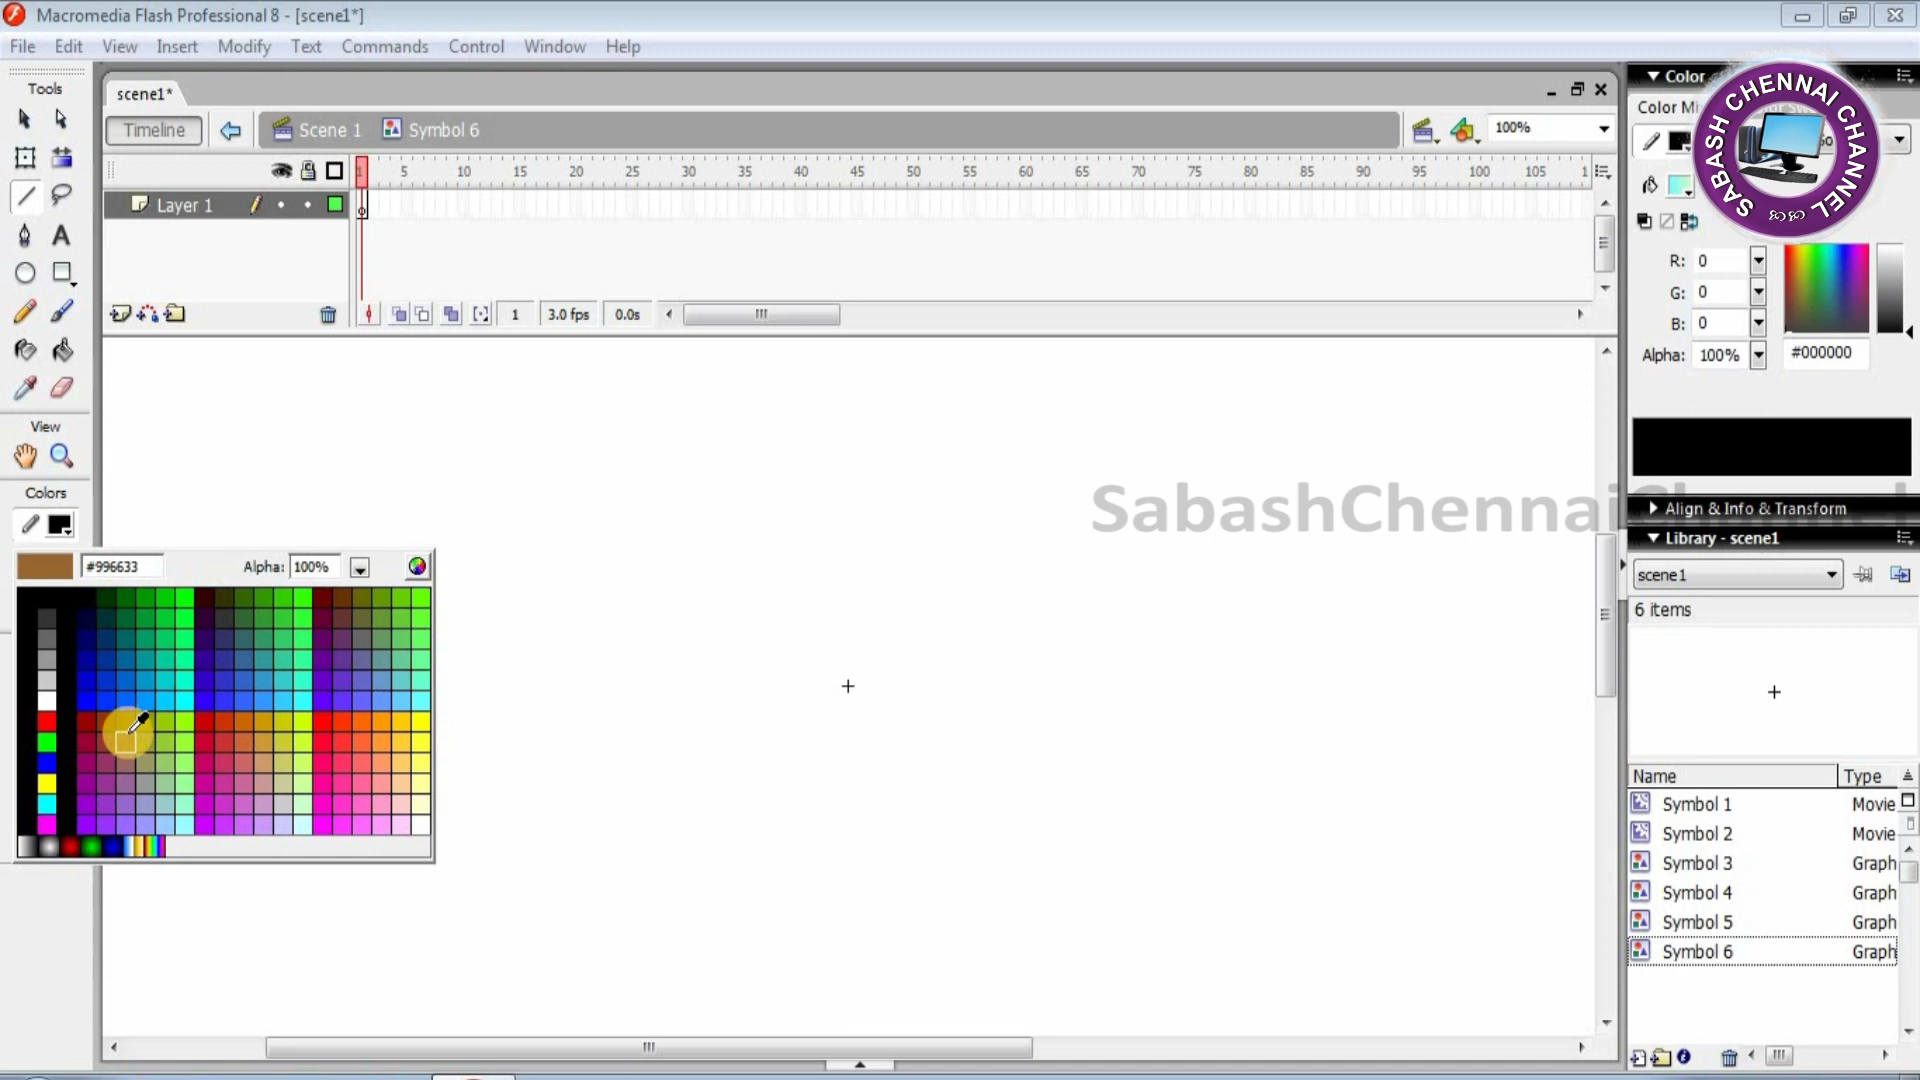 Macromedia Flash Professional 8 - [scene1*]
File Edit View Insert Modify Text Commands Control Window Help
Tools
scene1*
Timeline
Scene 1
Symbol 6
100%
1 5 10 15 20 25 30 35 40 45 50 55 60 65 70 75 80 85 90 95 100 105 1
Layer 1
1
3.0 fps
0.0s
View
Colors
#996633
Alpha: 100%
Color
SABASH CHENNAI CHANNEL
R: 0
G: 0
B: 0
Alpha: 100%
#000000
SabashChennai
Align & Info & Transform
Library - scene1
scene1
6 items
Name Type
Symbol 1 Movie
Symbol 2 Movie
Symbol 3 Graph
Symbol 4 Graph
Symbol 5 Graph
Symbol 6 Graph